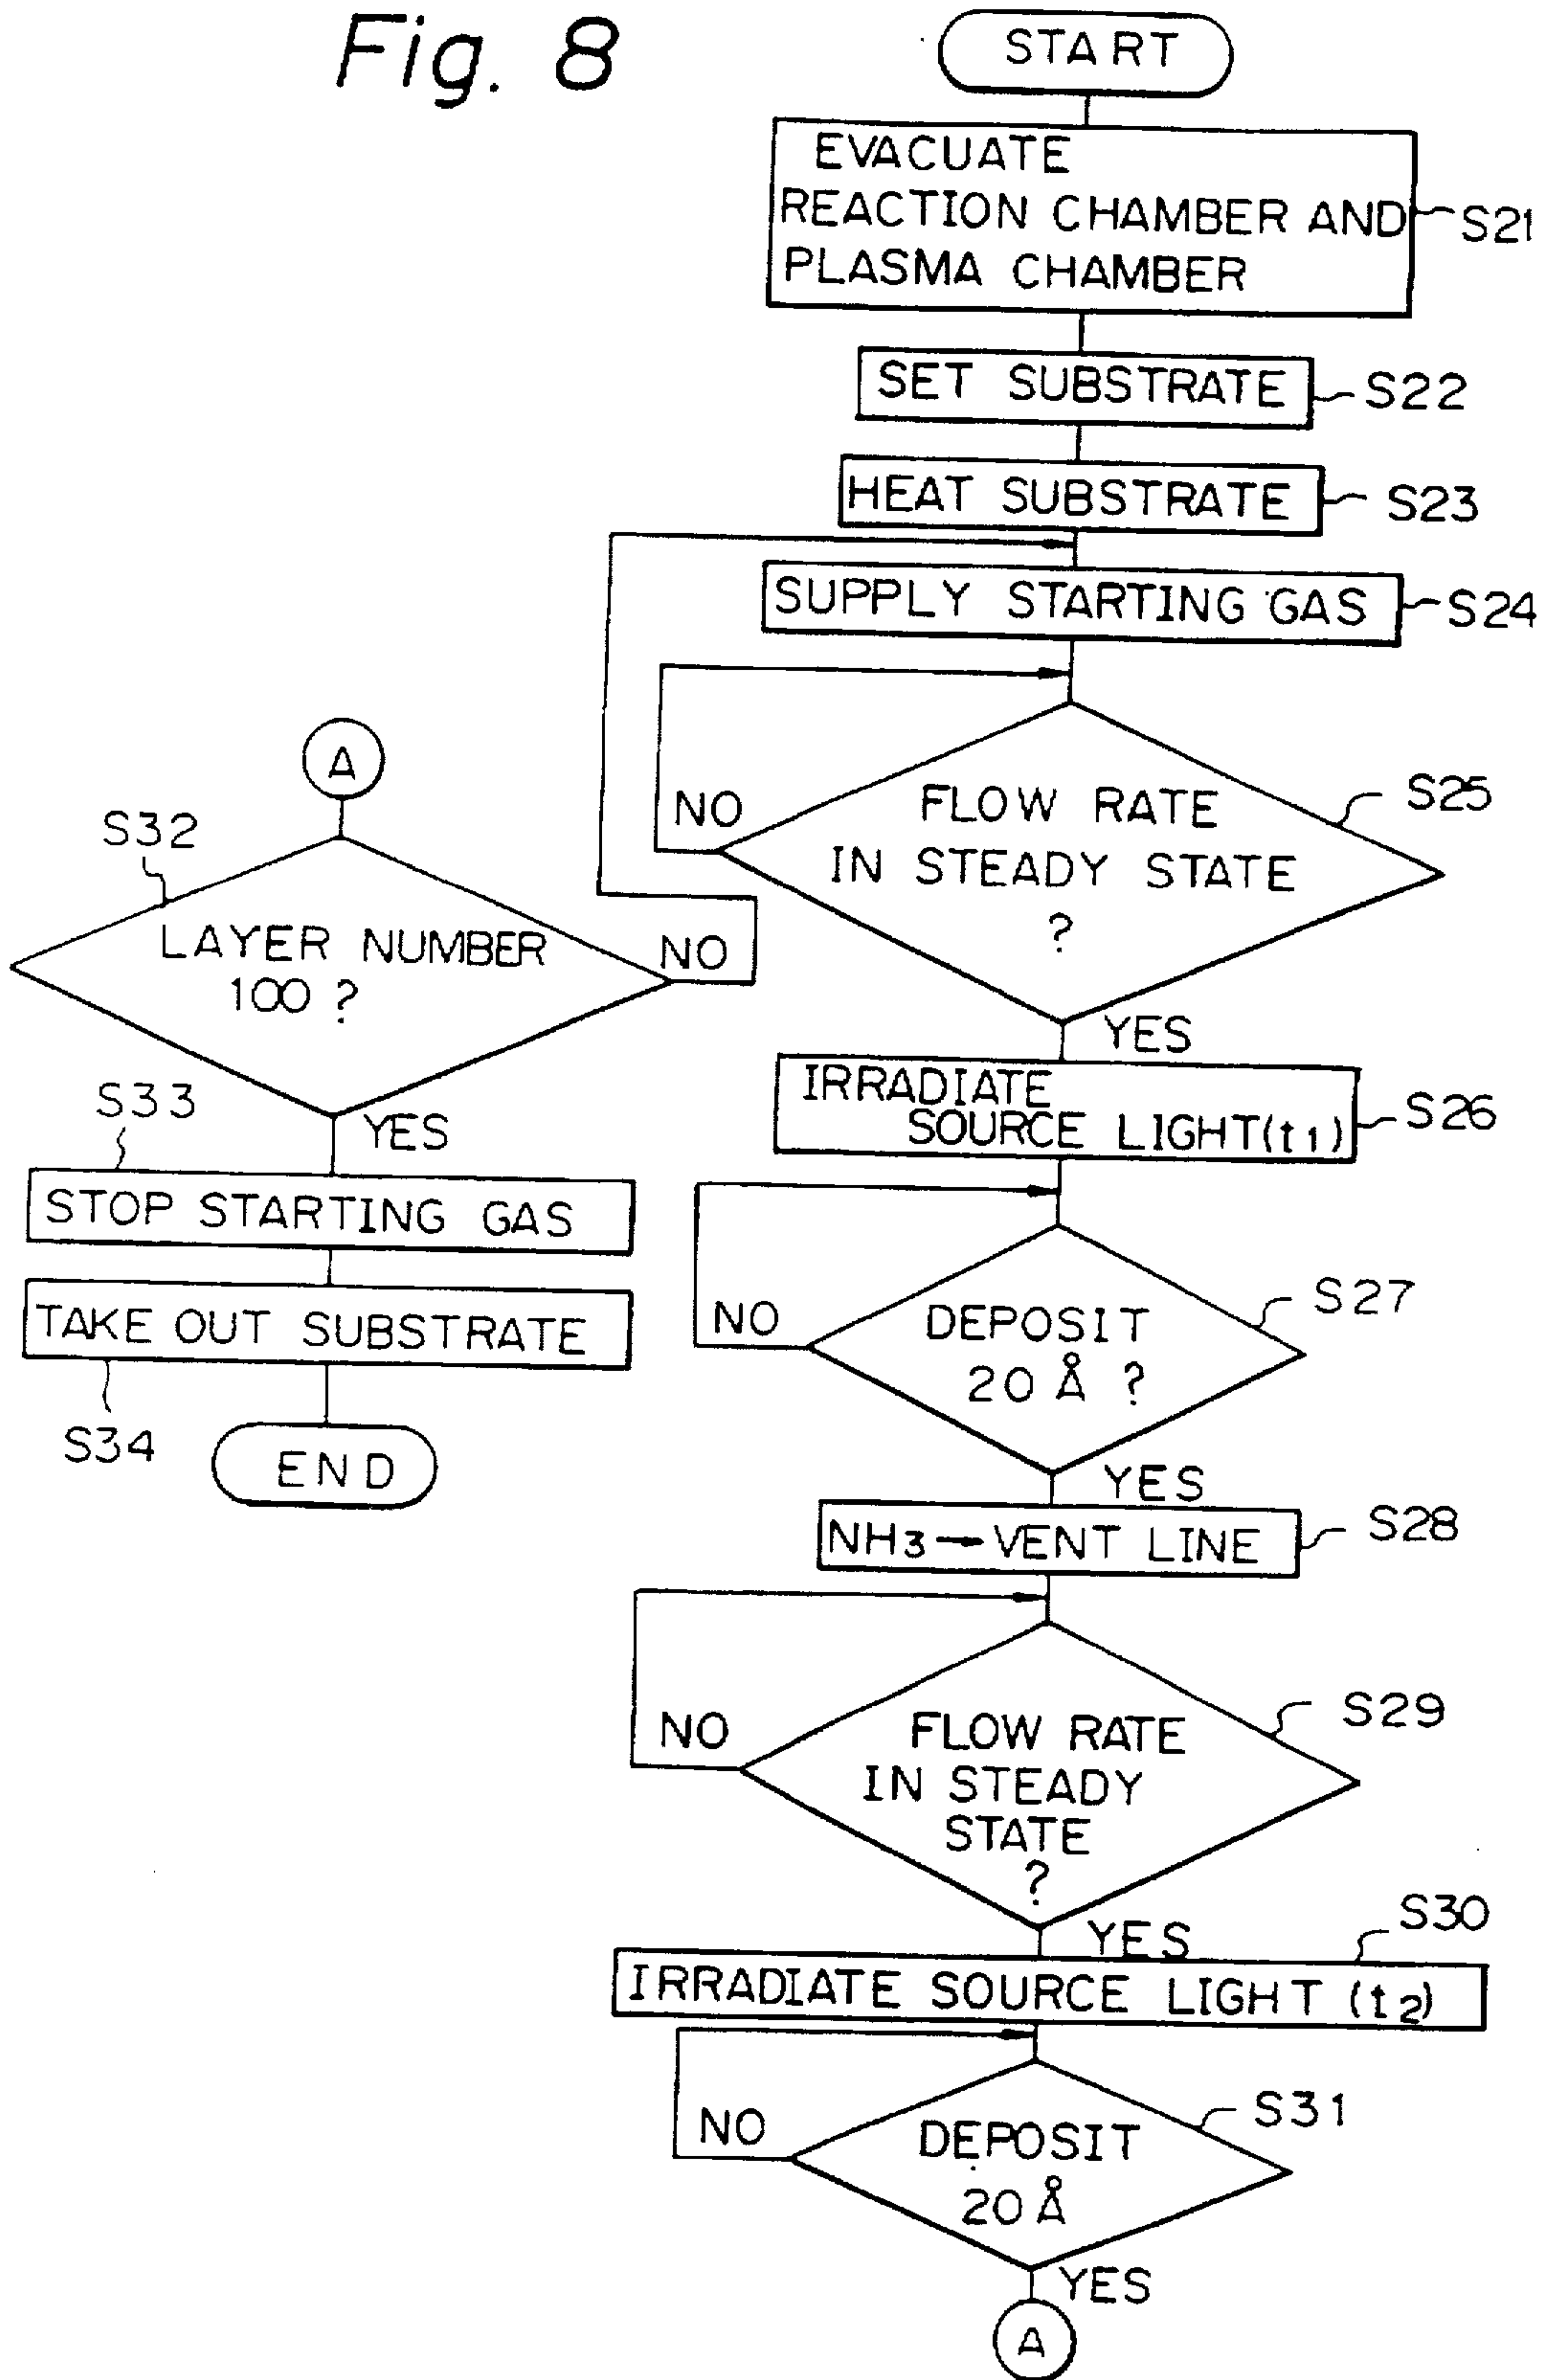 Fig. 8
START
EVACUATE
REACTION CHAMBER AND
PLASMA CHAMBER
S21
SET SUBSTRATE
S22
HEAT SUBSTRATE
S23
SUPPLY STARTING GAS
S24
NO
FLOW RATE
IN STEADY STATE
?
S25
YES
IRRADIATE
SOURCE LIGHT(t1)
S26
NO
DEPOSIT
20 Å ?
S27
YES
NH3 → VENT LINE
S28
NO
FLOW RATE
IN STEADY
STATE
?
S29
YES
S30
IRRADIATE SOURCE LIGHT (t2)
NO
DEPOSIT
20 Å
S31
YES
A
A
S32
LAYER NUMBER
100 ?
NO
YES
S33
STOP STARTING GAS
TAKE OUT SUBSTRATE
S34
END